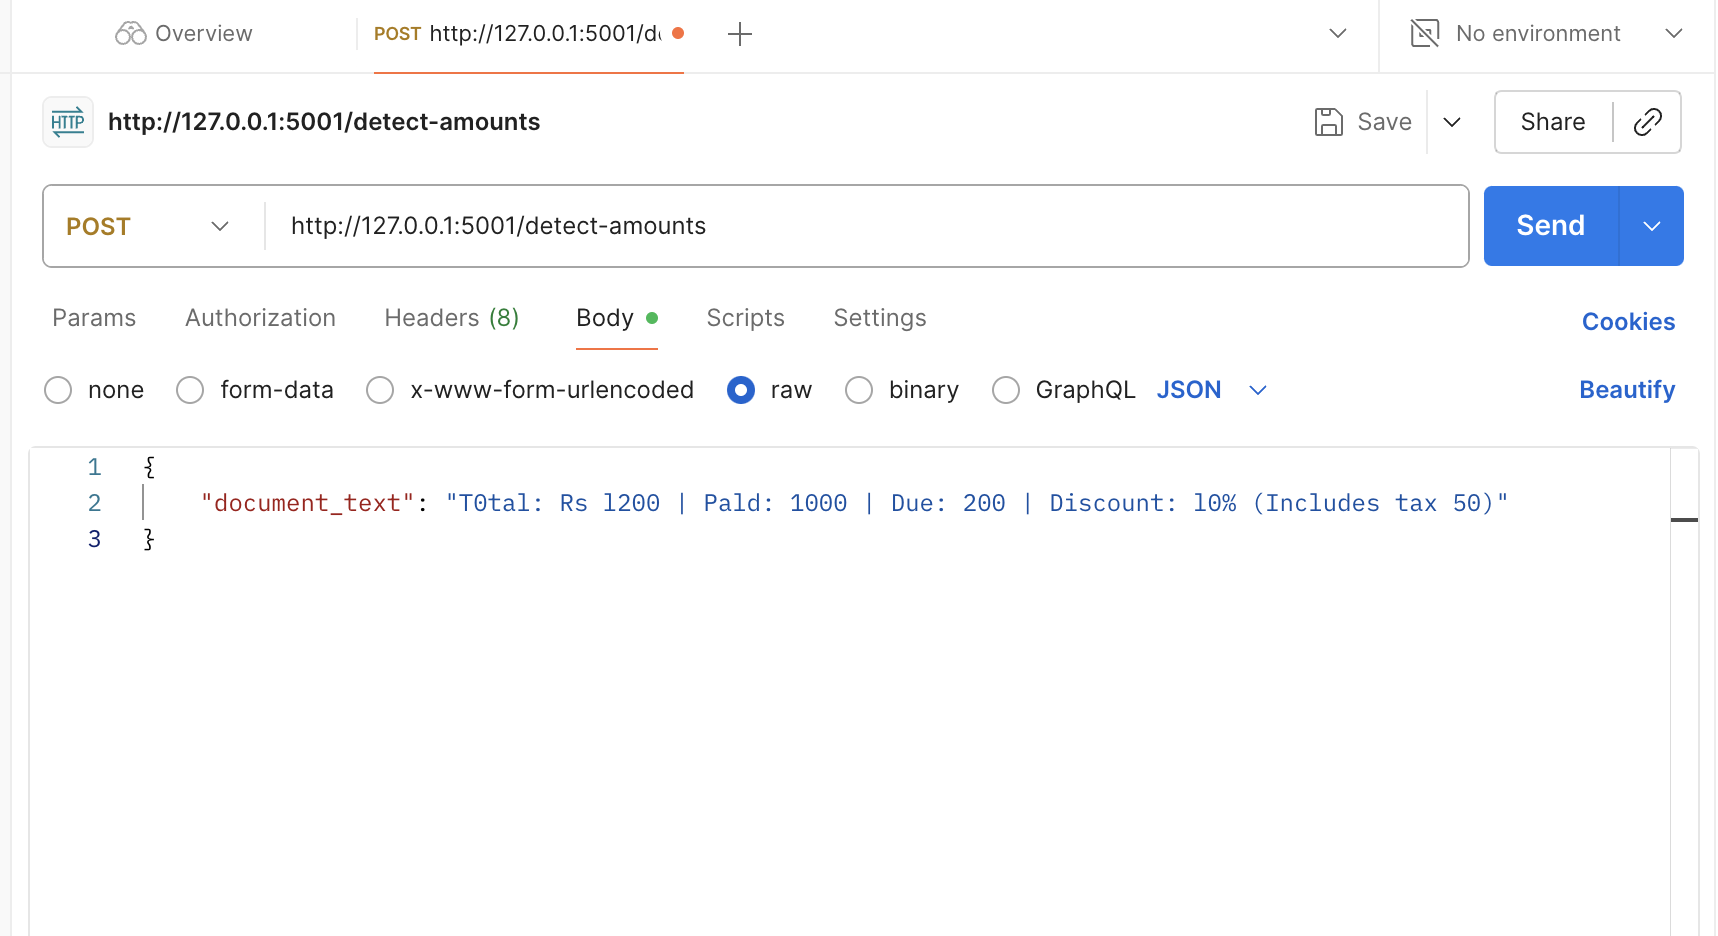 Overview
POST http://127.0.0.1:5001/de
No environment
HTTP http://127.0.0.1:5001/detect-amounts
Save
Share
POST
http://127.0.0.1:5001/detect-amounts
Send
Params Authorization Headers (8) Body Scripts Settings Cookies
none form-data x-www-form-urlencoded raw binary GraphQL JSON Beautify
1 {
2 "document_text": "T0tal: Rs l200 | Pald: 1000 | Due: 200 | Discount: l0% (Includes tax 50)"
3 }